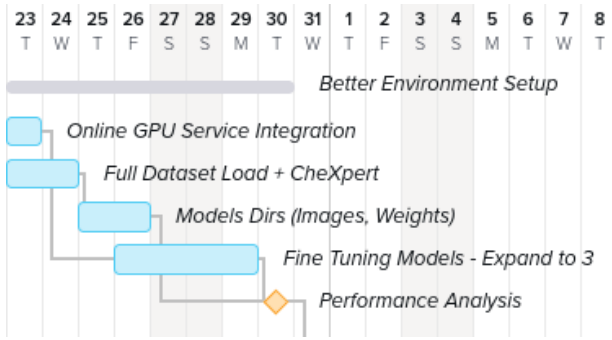 23 24 25 26 27 28 29 30 31 1 2 3 4 5 6 7 8
T W T F S S M T W T F S S M T W T
Better Environment Setup
Online GPU Service Integration
Full Dataset Load + CheXpert
Models Dirs (Images, Weights)
Fine Tuning Models - Expand to 3
Performance Analysis